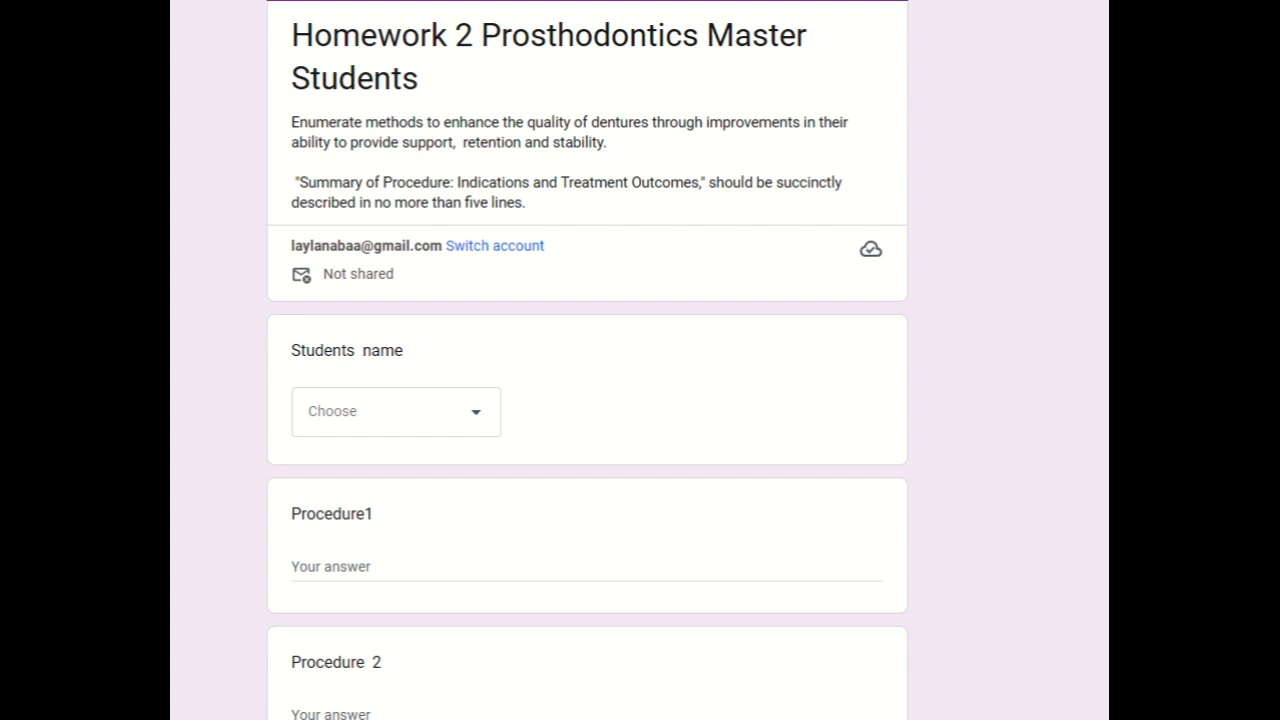 Homework 2 Prosthodontics Master
Students
Enumerate methods to enhance the quality of dentures through improvements in their
ability to provide support,  retention and stability.
"Summary of Procedure: Indications and Treatment Outcomes," should be succinctly
described in no more than five lines.
laylanabaa@gmail.com Switch account
Not shared
Students  name
Choose
Procedure1
Your answer
Procedure  2
Your answer